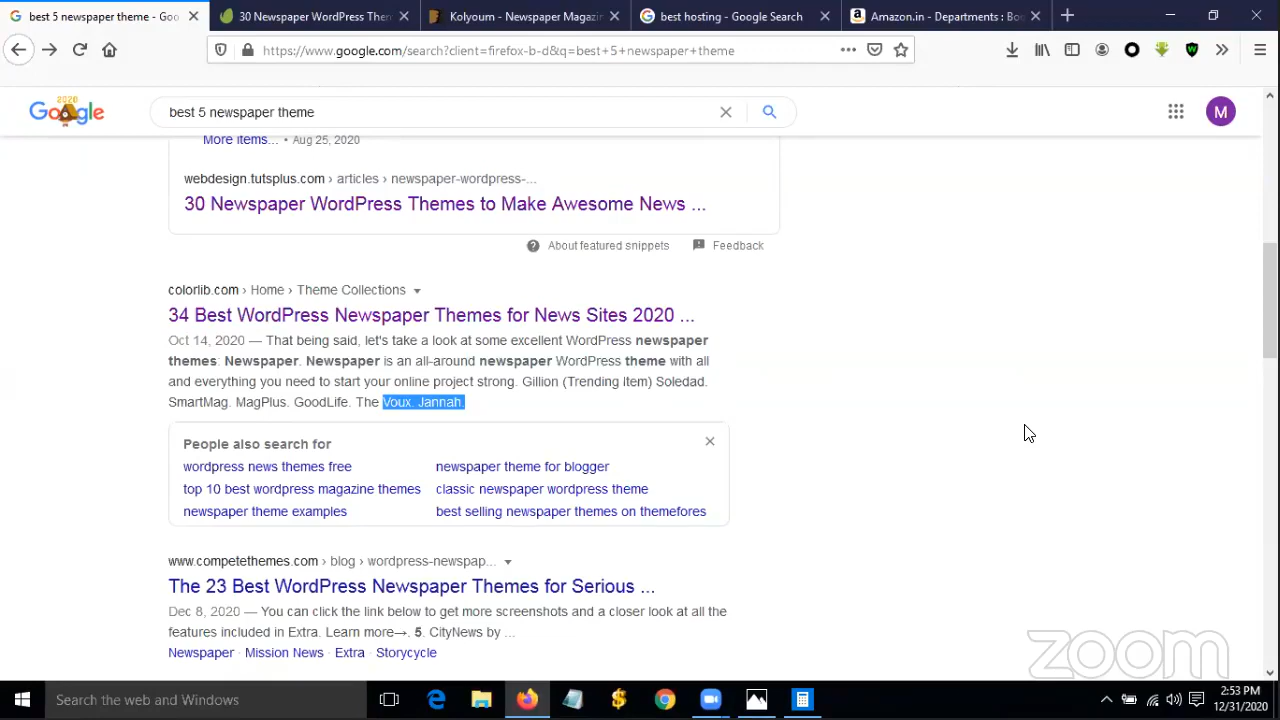 best 5 newspaper theme - Goo
30 Newspaper WordPress Then
Kolyoum - Newspaper Magazin
best hosting - Google Search
Amazon.in - Departments : Boo
https://www.google.com/search?client=firefox-b-d&q=best+5+newspaper+theme
2020
Google
best 5 newspaper theme
M
More items... • Aug 25, 2020
webdesign.tutsplus.com › articles › newspaper-wordpress-...
30 Newspaper WordPress Themes to Make Awesome News ...
About featured snippets
Feedback
colorlib.com › Home › Theme Collections
34 Best WordPress Newspaper Themes for News Sites 2020 ...
Oct 14, 2020 — That being said, let's take a look at some excellent WordPress newspaper
themes: Newspaper. Newspaper is an all-around newspaper WordPress theme with all
and everything you need to start your online project strong. Gillion (Trending item) Soledad.
SmartMag. MagPlus. GoodLife. The Voux. Jannah.
People also search for
wordpress news themes free
newspaper theme for blogger
top 10 best wordpress magazine themes
classic newspaper wordpress theme
newspaper theme examples
best selling newspaper themes on themefores
www.competethemes.com › blog › wordpress-newspap...
The 23 Best WordPress Newspaper Themes for Serious ...
Dec 8, 2020 — You can click the link below to get more screenshots and a closer look at all the
features included in Extra. Learn more→. 5. CityNews by ...
Newspaper · Mission News · Extra · Storycycle
zoom
Search the web and Windows
2:53 PM
12/31/2020